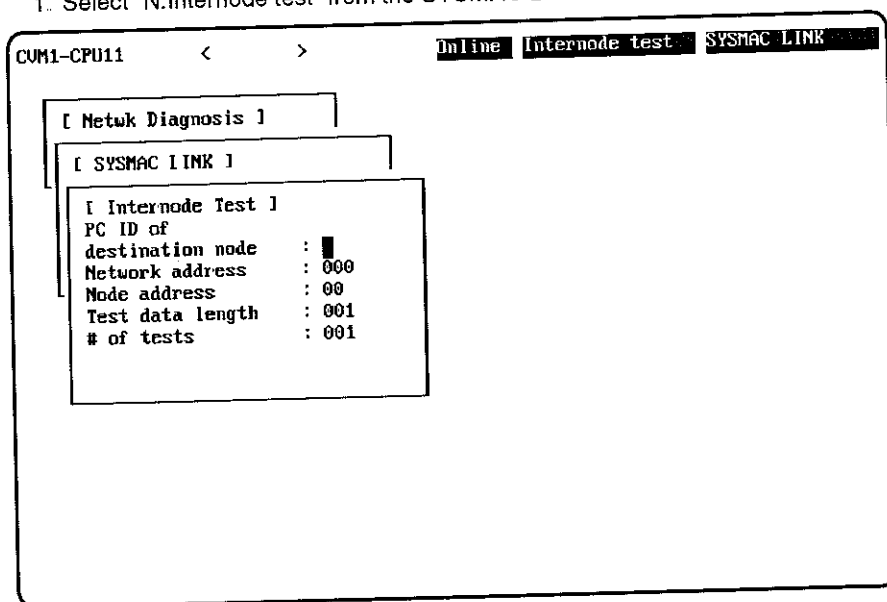 1. Select "N:Internode test" from the
CVM1-CPU11 < > Online Internode test SYSMAC LINK
[ Netwk Diagnosis ]
[ SYSMAC LINK ]
[ Internode Test ]
PC ID of
destination node :
Network address : 000
Node address : 00
Test data length : 001
# of tests : 001